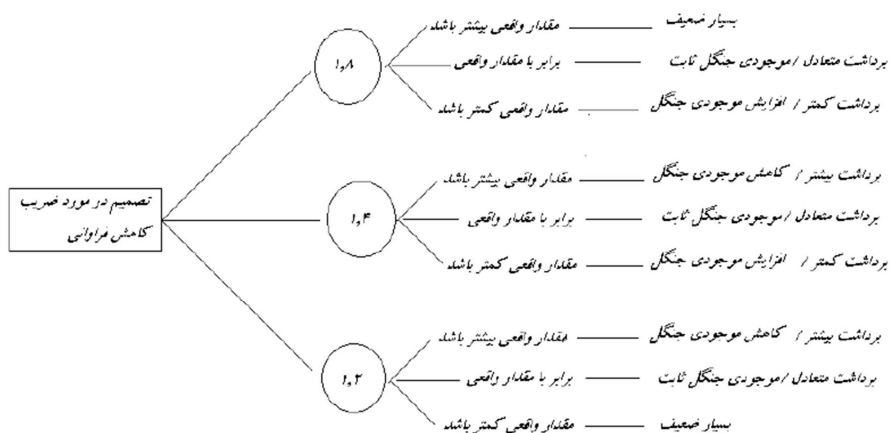 تصمیم در مورد ضریب
کاهش فراوانی
۱٫۸
مقدار واقعی بیشتر باشد
بسیار ضعیف
برابر با مقدار واقعی
برداشت متعادل / موجودی جنگل ثابت
مقدار واقعی کمتر باشد
برداشت کمتر / افزایش موجودی جنگل
۱٫۴
مقدار واقعی بیشتر باشد
برداشت بیشتر / کاهش موجودی جنگل
برابر با مقدار واقعی
برداشت متعادل / موجودی جنگل ثابت
مقدار واقعی کمتر باشد
برداشت کمتر / افزایش موجودی جنگل
۱٫۲
مقدار واقعی بیشتر باشد
برداشت بیشتر / کاهش موجودی جنگل
برابر با مقدار واقعی
برداشت متعادل / موجودی جنگل ثابت
مقدار واقعی کمتر باشد
بسیار ضعیف